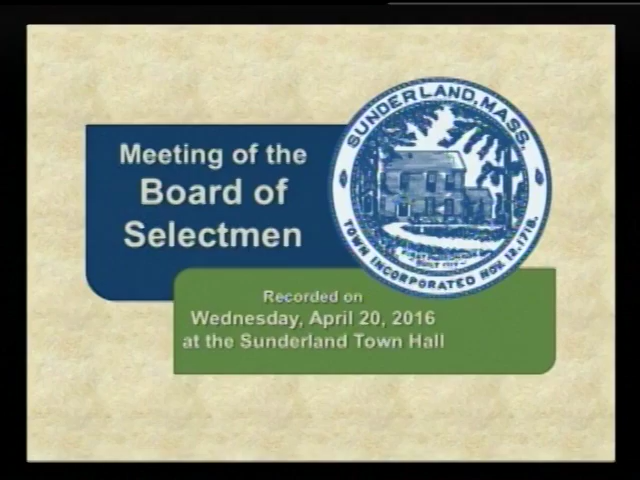 SUNDERLAND, MASS.
Meeting of the
Board of
Selectmen
TOWN INCORPORATED NOV. 12, 1718.
Recorded on
Wednesday, April 20, 2016
at the Sunderland Town Hall